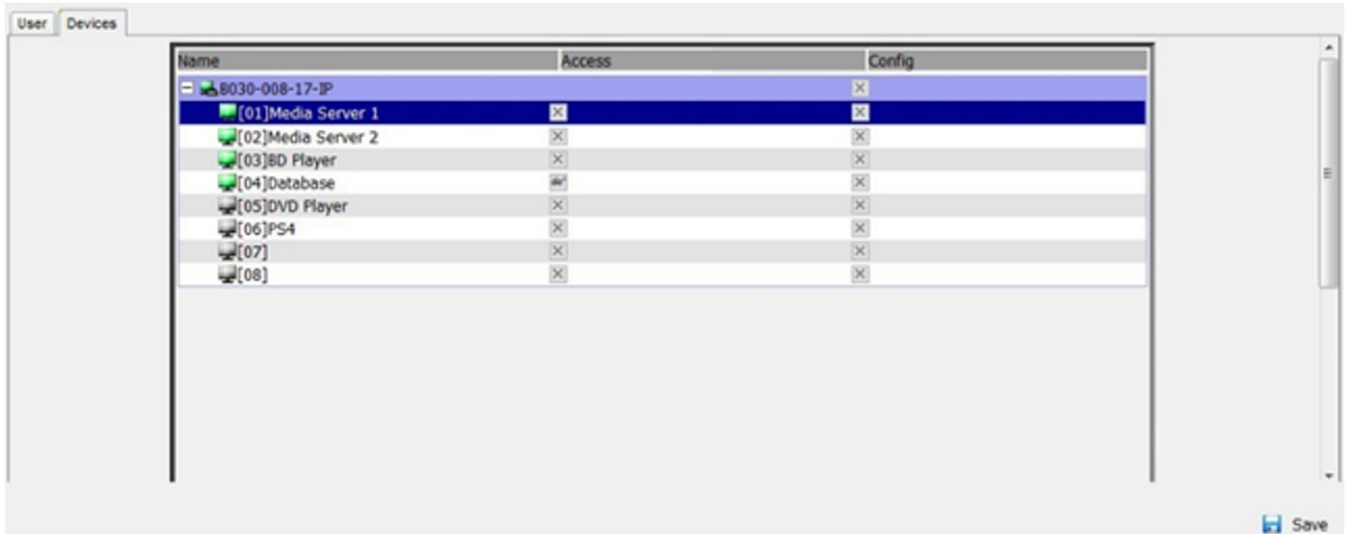 User Devices
Name Access Config
B030-008-17-IP
[01]Media Server 1
[02]Media Server 2
[03]BD Player
[04]Database
[05]DVD Player
[06]PS4
[07]
[08]
Save